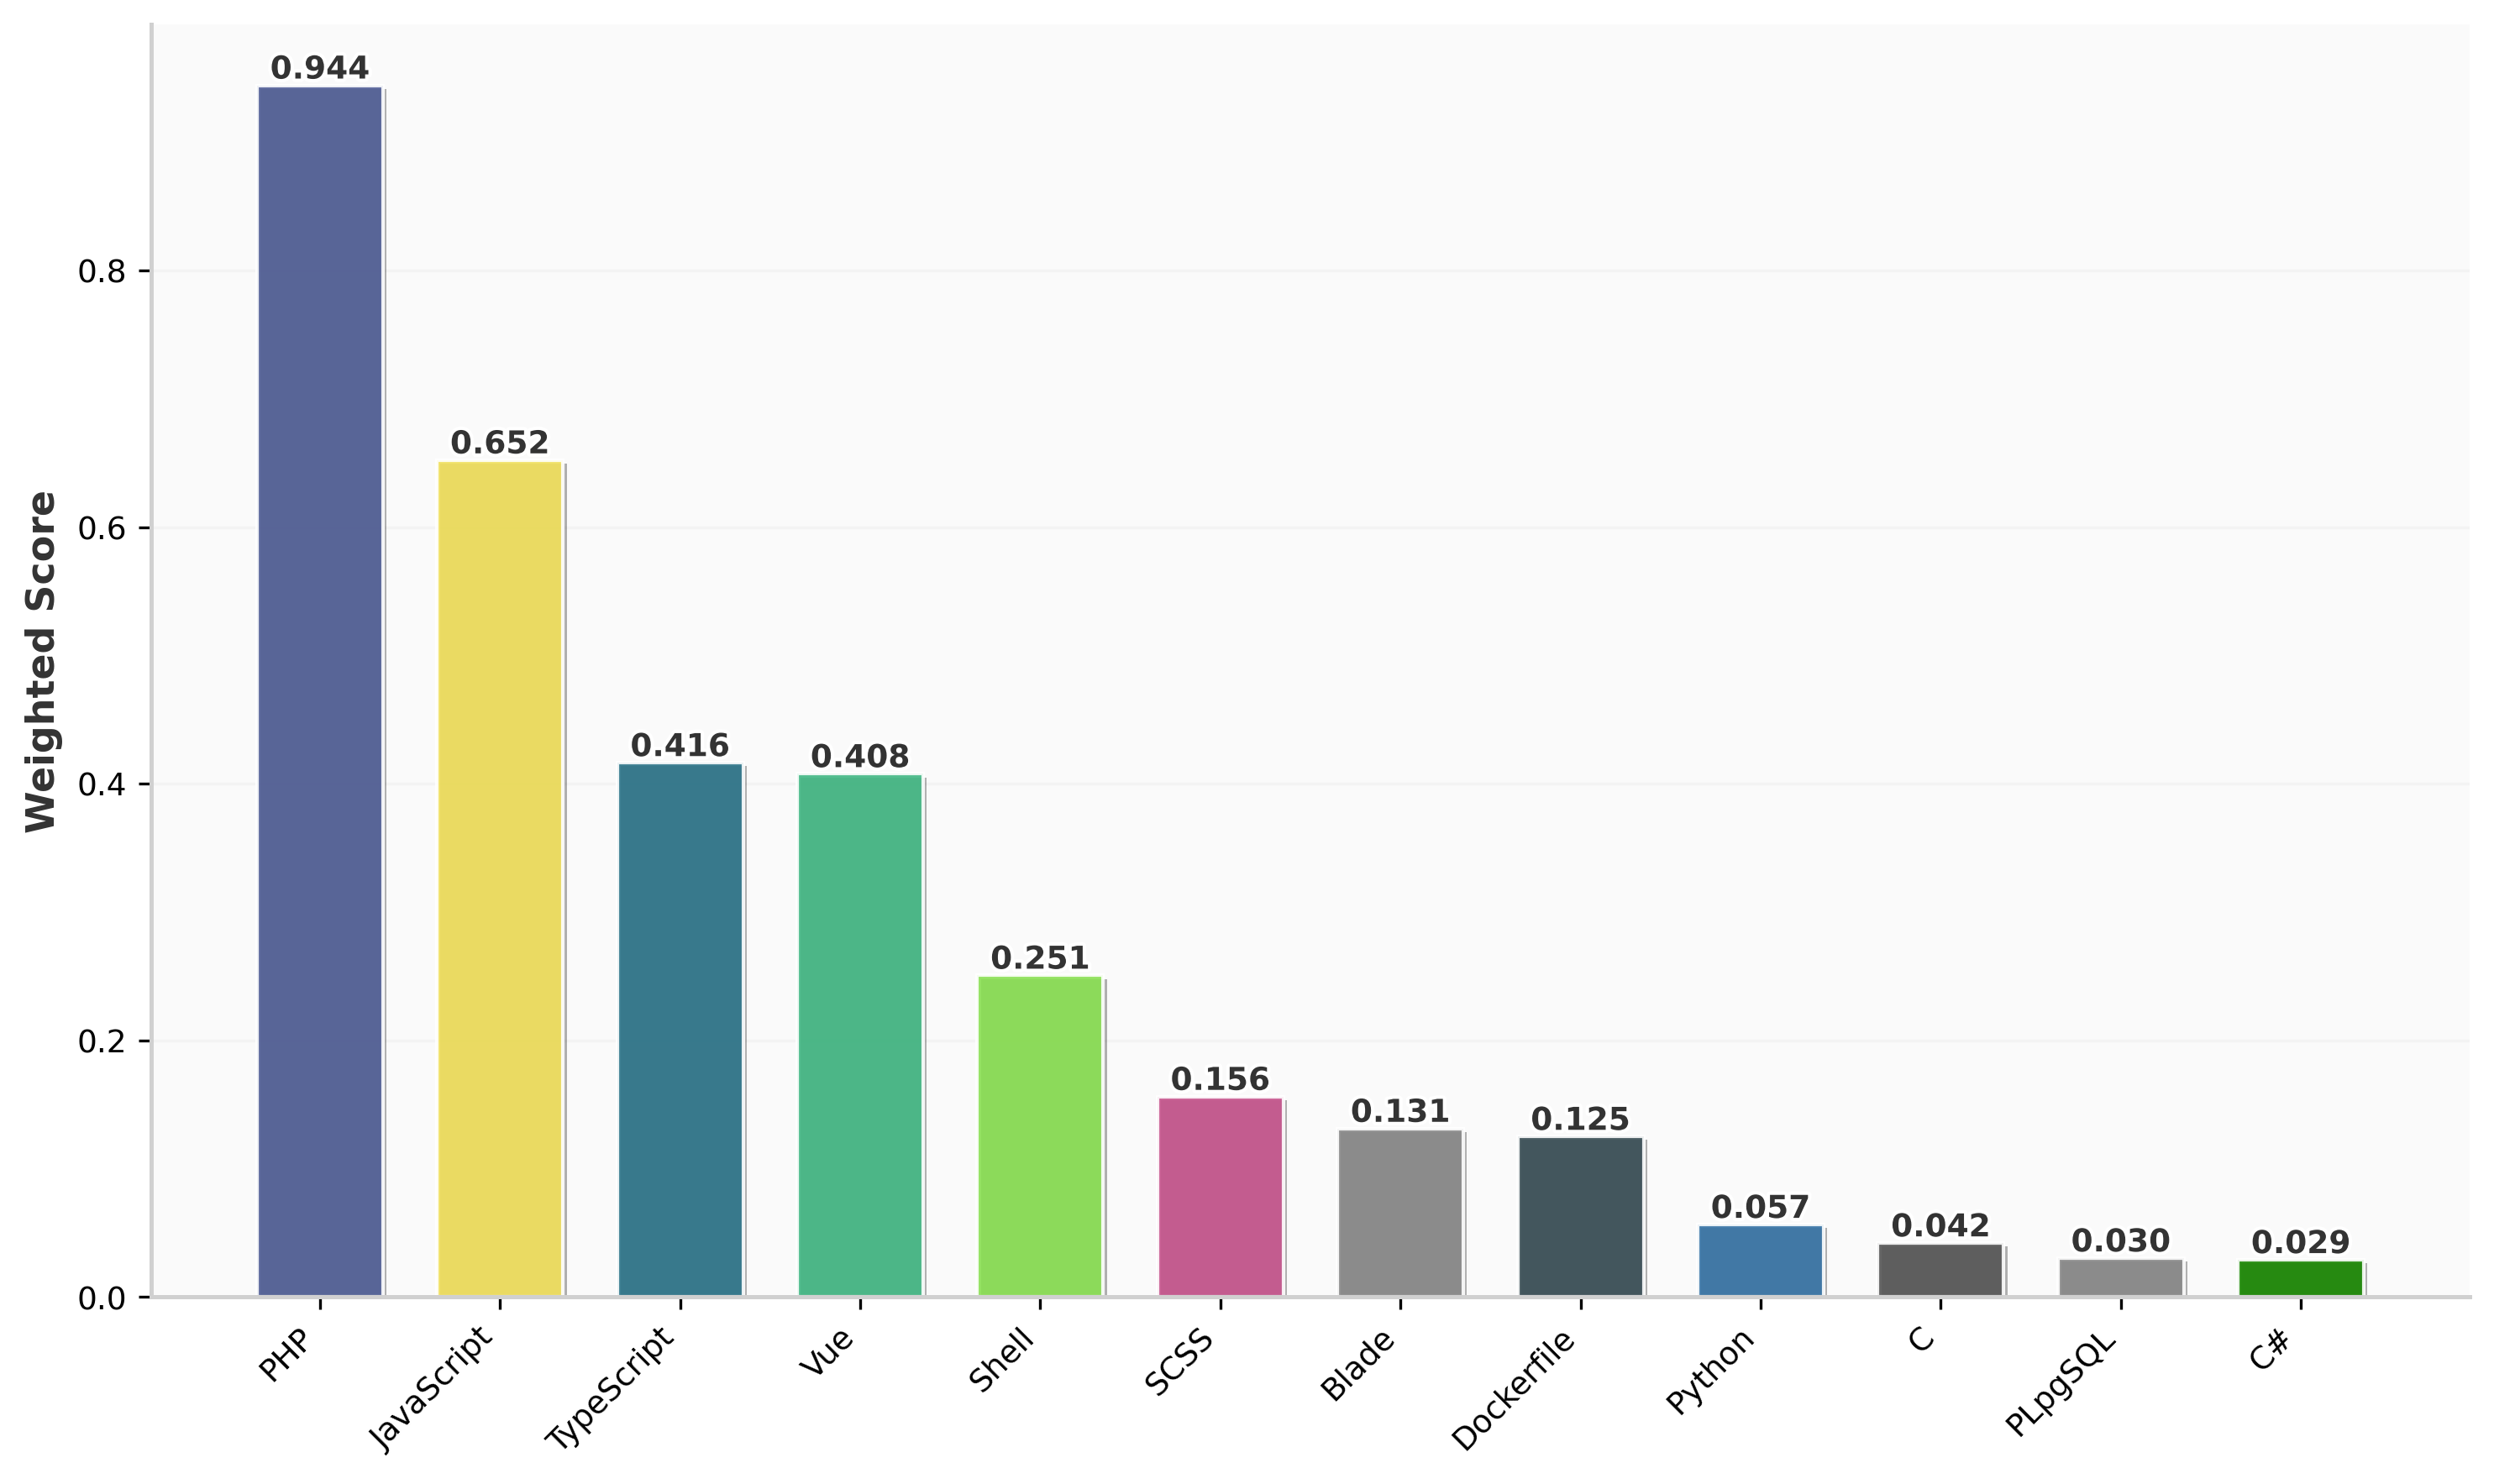 Weighted Score
0.8
0.6
0.4
0.2
0.0
0.944
0.652
0.416
0.408
0.251
0.156
0.131
0.125
0.057
0.042
0.030
0.029
PHP
JavaScript
TypeScript
Vue
Shell
SCSS
Blade
Dockerfile
Python
C
PLpgSQL
C#